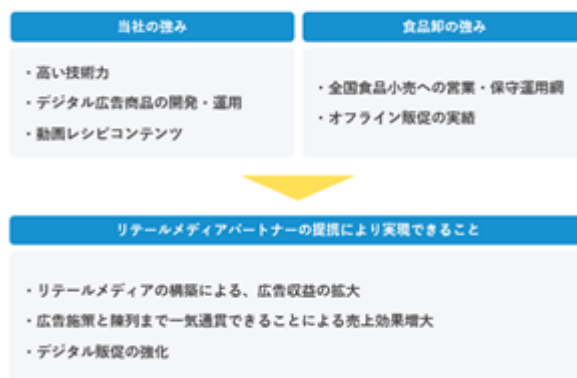 当社の強み
・高い技術力
・デジタル広告商品の開発・運用
・動画レシピコンテンツ
食品卸の強み
・全国食品小売への営業・保守運用網
・オフライン販促の実績
リテールメディアパートナーの提携により実現できること
・リテールメディアの構築による、広告収益の拡大
・広告施策と陳列まで一気通貫できることによる売上効果増大
・デジタル販促の強化